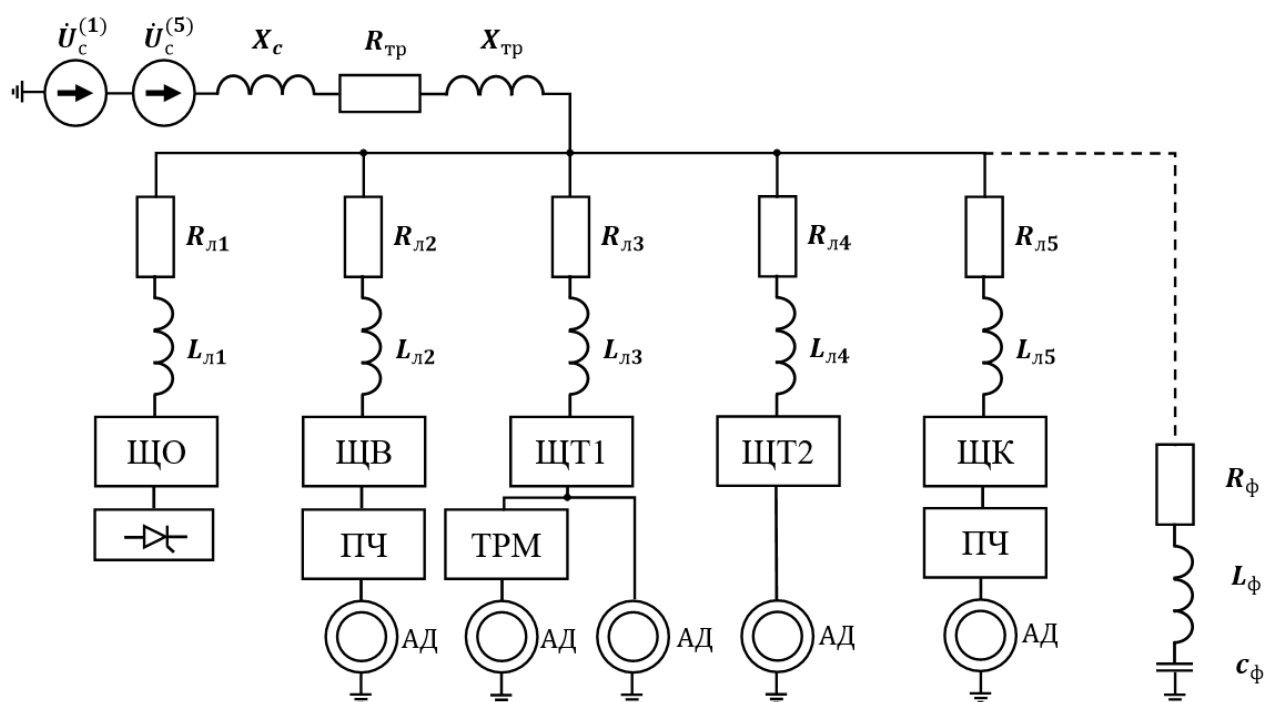 U̇с(1) U̇с(5) Xс Rтр Xтр
Rл1 Rл2 Rл3 Rл4 Rл5
Lл1 Lл2 Lл3 Lл4 Lл5
ЩО ЩВ ЩТ1 ЩТ2 ЩК
Rф
ПЧ ТРМ ПЧ
Lф
АД АД АД АД АД
cф